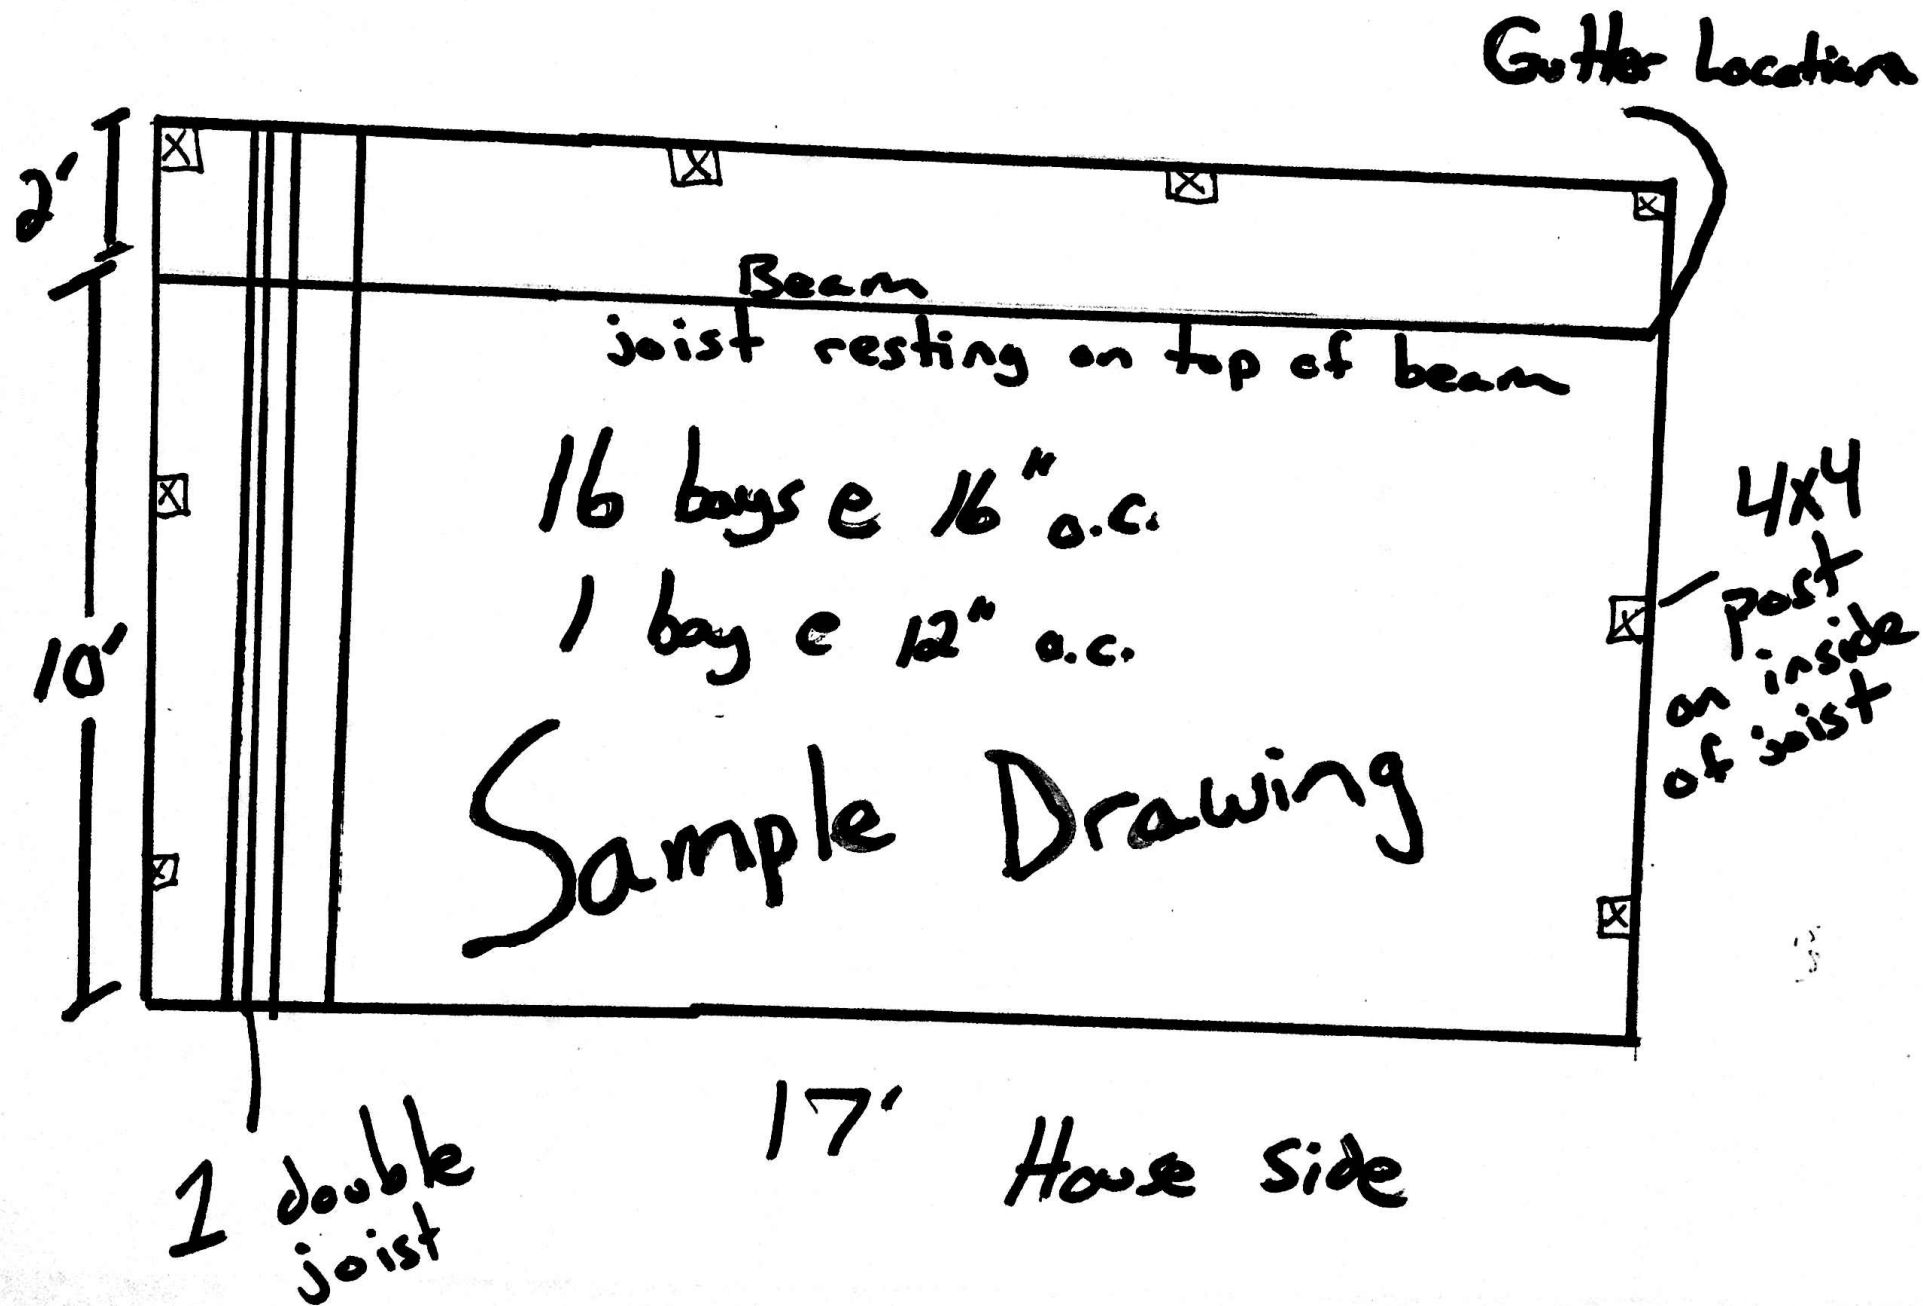 Gutter Location
2'
Beam
joist resting on top of beam
16 bays @ 16" o.c.
1 bay @ 12" o.c.
10'
4x4
post
on inside
of joist
Sample Drawing
17'
House Side
1 double
joist